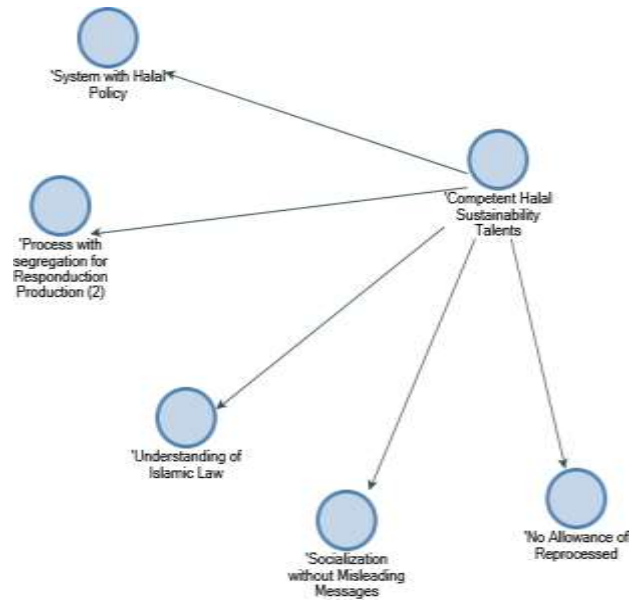 'System with Halal
Policy
'Competent Halal
Sustainability
Talents
'Process with
segregation for
Responduction
Production (2)
'Understanding of
Islamic Law
'Socialization
without Misleading
Messages
'No Allowance of
Reprocessed